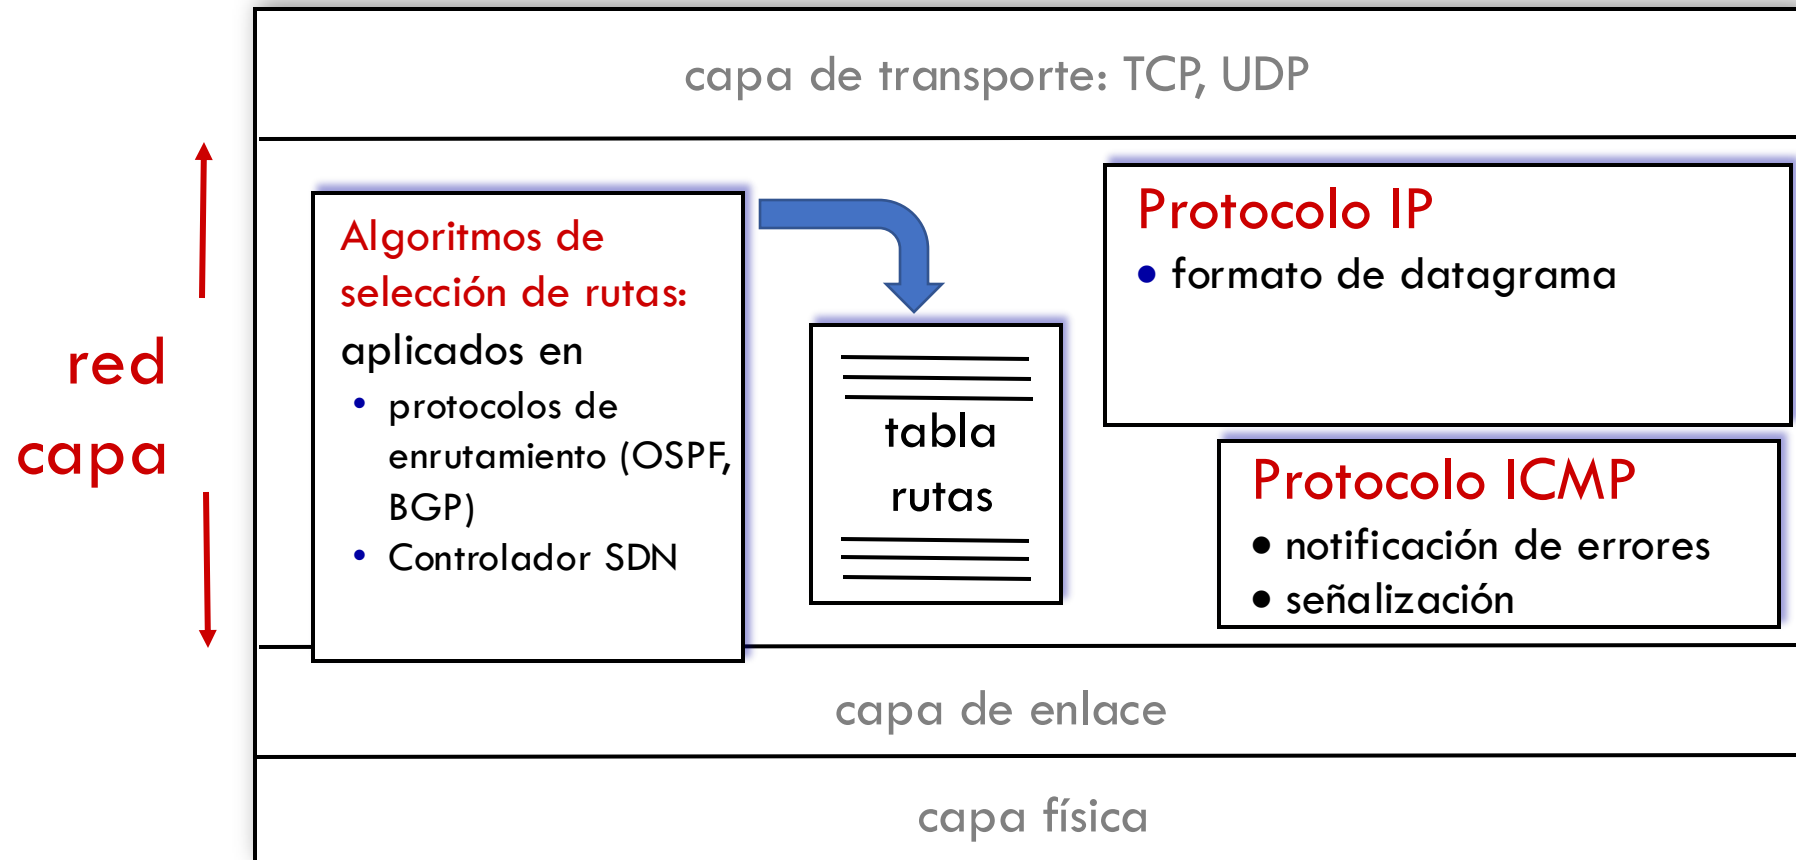 capa de transporte: TCP, UDP
red
capa
Algoritmos de
selección de rutas:
aplicados en
• protocolos de
enrutamiento (OSPF,
BGP)
• Controlador SDN
tabla
rutas
Protocolo IP
• formato de datagrama
Protocolo ICMP
• notificación de errores
• señalización
capa de enlace
capa física